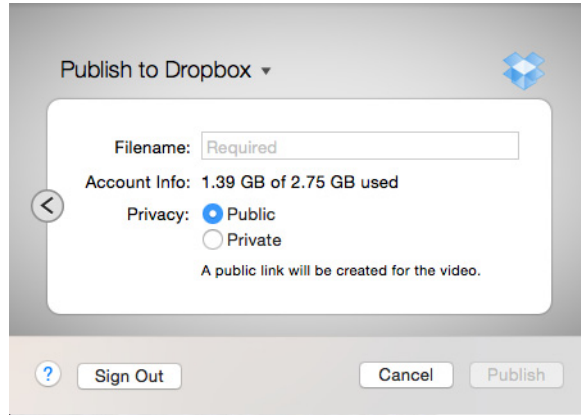 Publish to Dropbox
Filename: Required
Account Info: 1.39 GB of 2.75 GB used
Privacy: Public
Private
A public link will be created for the video.
? Sign Out Cancel Publish